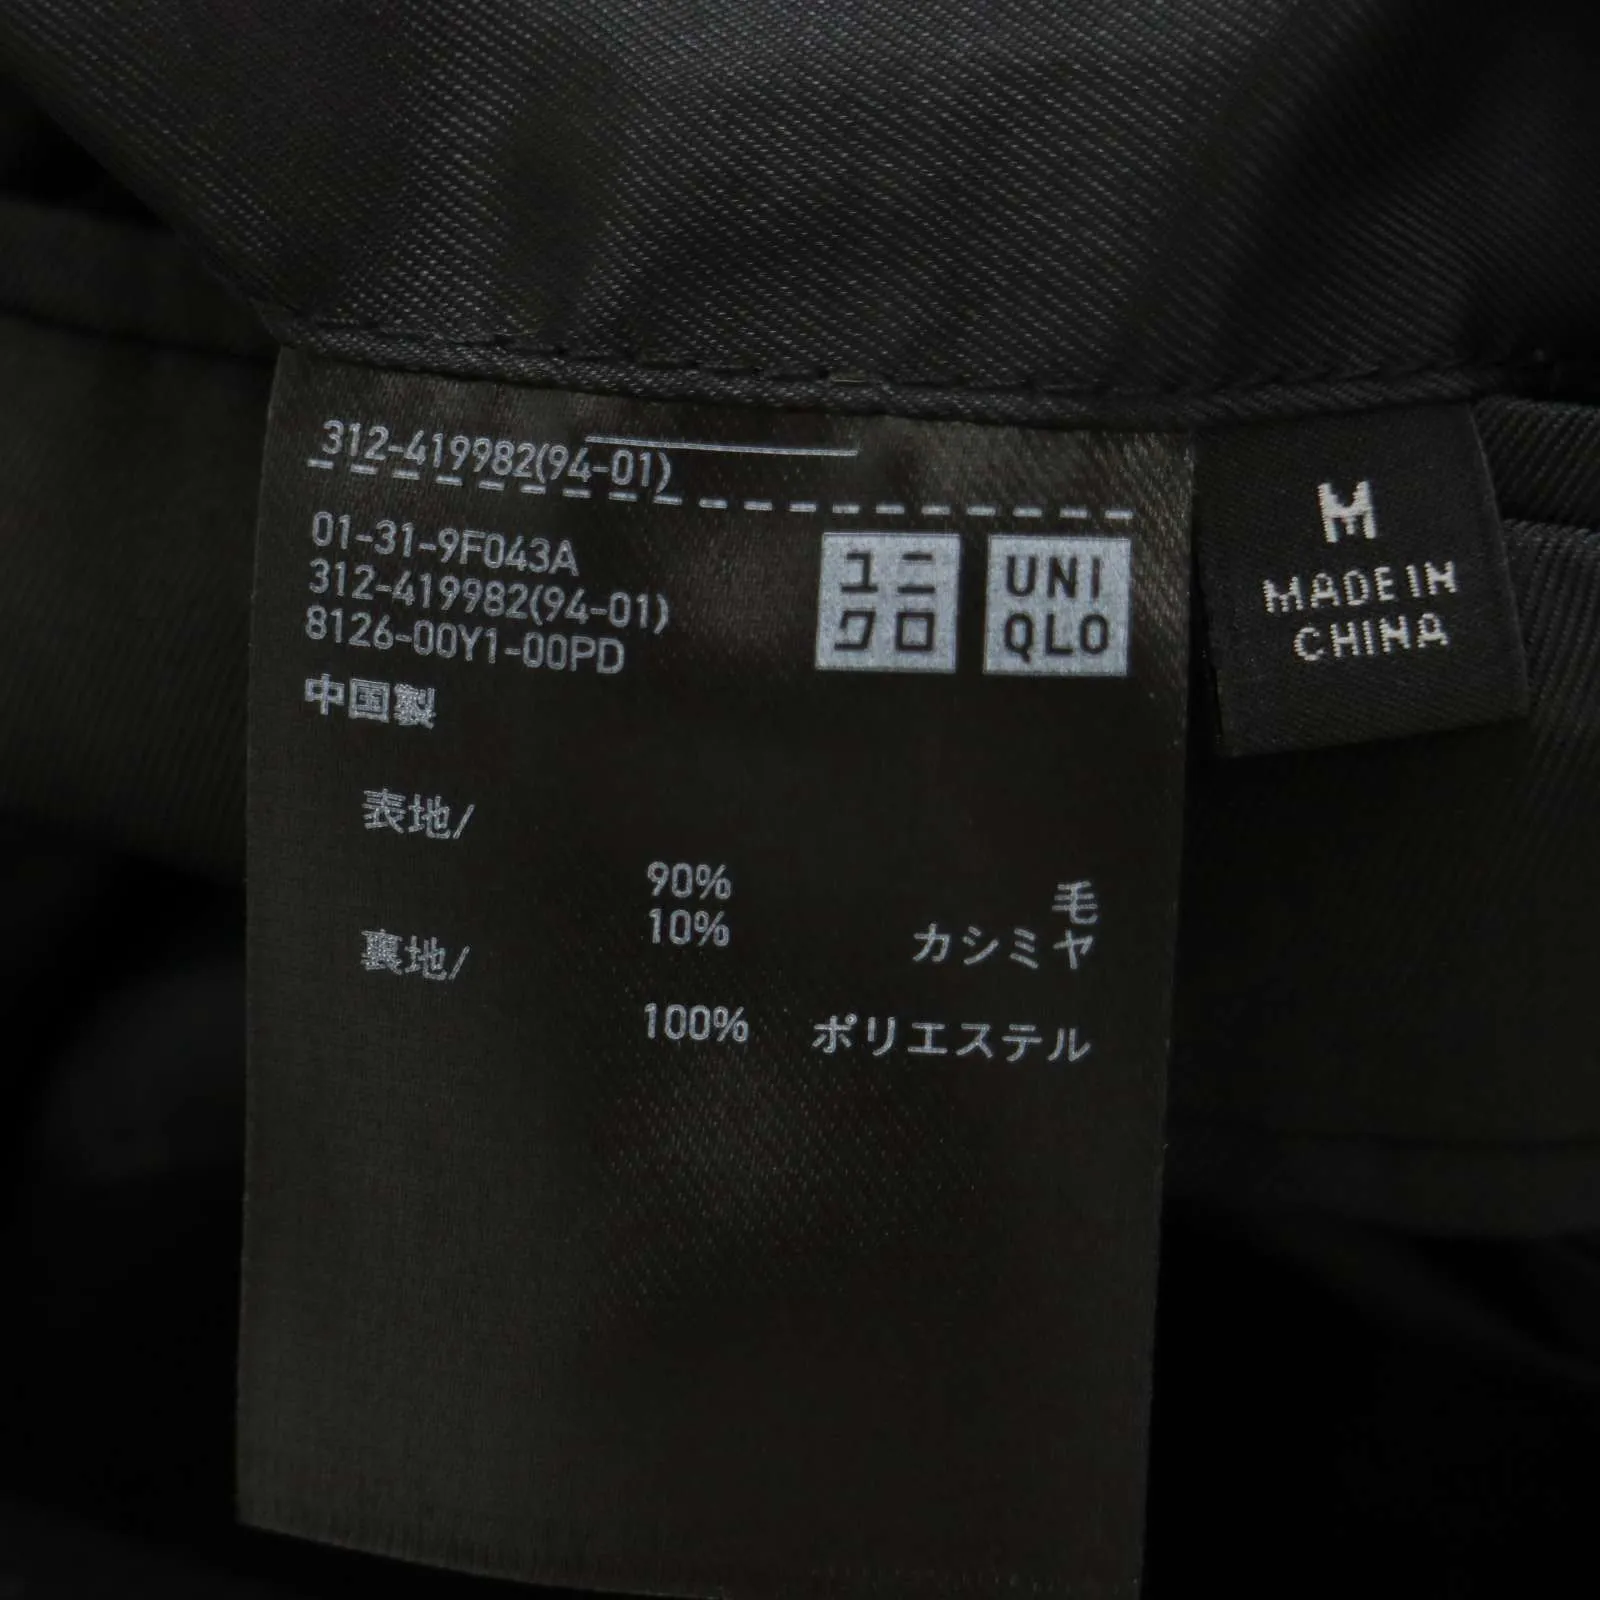 312-419982(94-01)
01-31-9F043A
312-419982(94-01)
8126-00Y1-00PD
中国製
ユニ
クロ
UNI
QLO
M
MADE IN
CHINA
表地/
90% 毛
10% カシミヤ
裏地/
100% ポリエステル